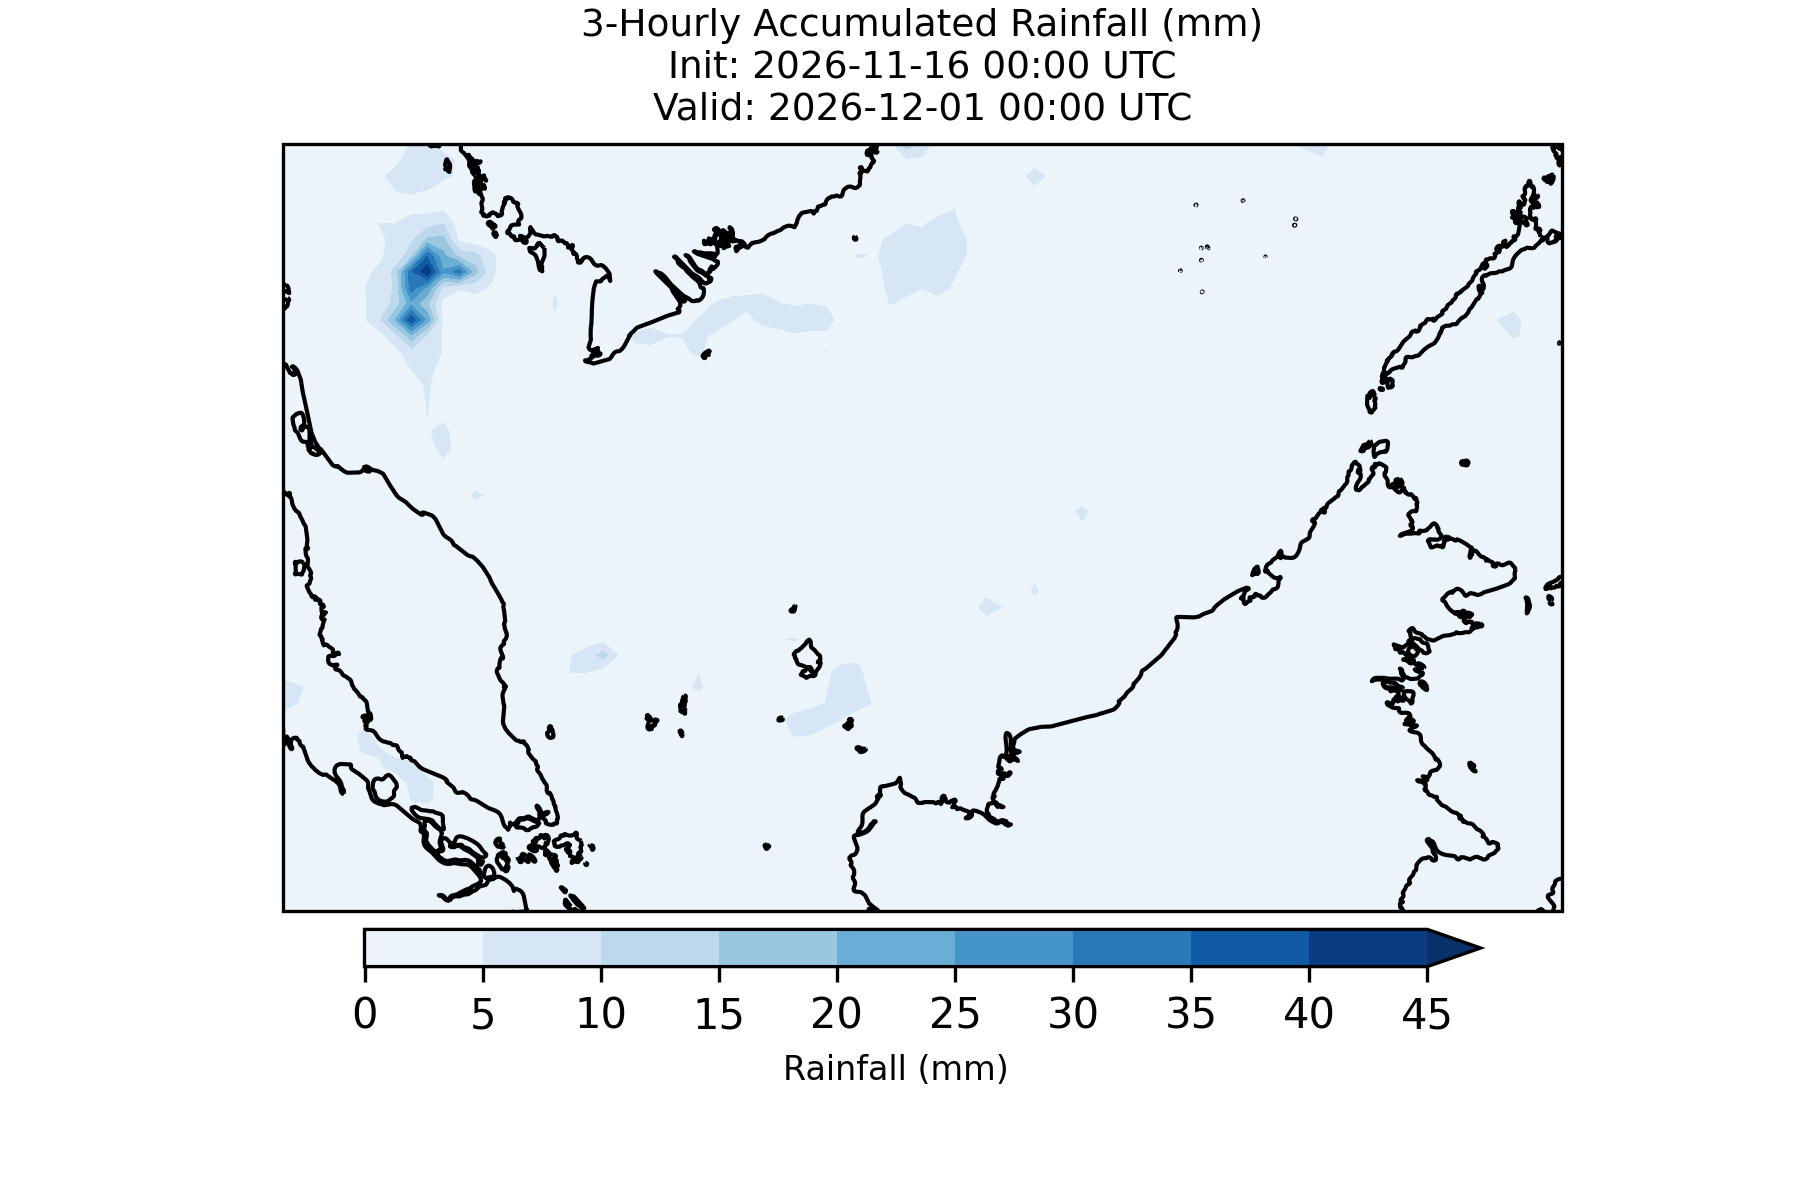 3-Hourly Accumulated Rainfall (mm)
Init: 2026-11-16 00:00 UTC
Valid: 2026-12-01 00:00 UTC
0 5 10 15 20 25 30 35 40 45
Rainfall (mm)